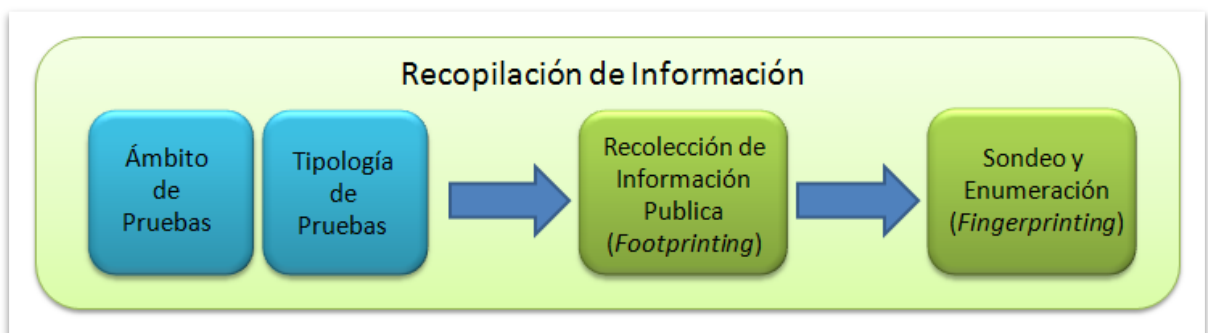 Recopilación de Información
Ámbito
de
Pruebas
Tipología
de
Pruebas
Recolección de
Información
Publica
(Footprinting)
Sondeo y
Enumeración
(Fingerprinting)